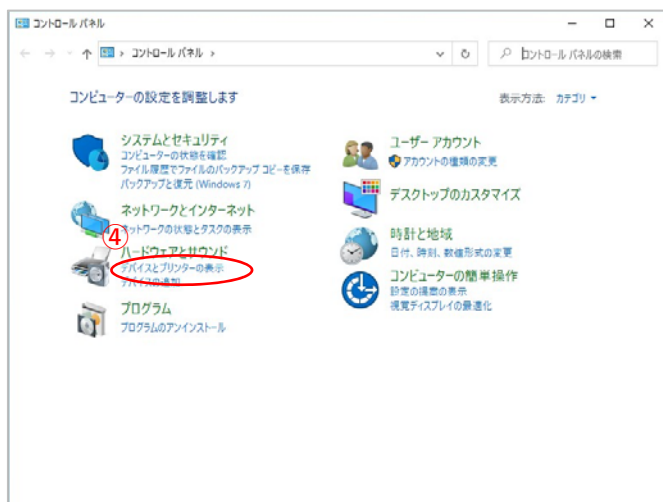 コントロール パネル
コントロール パネル
コントロール パネルの検索
コンピューターの設定を調整します
表示方法: カテゴリ
システムとセキュリティ
コンピューターの状態を確認
ファイル履歴でファイルのバックアップ コピーを保存
バックアップと復元 (Windows 7)
ネットワークとインターネット
ネットワークの状態とタスクの表示
④
ハードウェアとサウンド
デバイスとプリンターの表示
デバイスの追加
プログラム
プログラムのアンインストール
ユーザー アカウント
アカウントの種類の変更
デスクトップのカスタマイズ
時計と地域
日付、時刻、数値形式の変更
コンピューターの簡単操作
設定の提案の表示
視覚ディスプレイの最適化